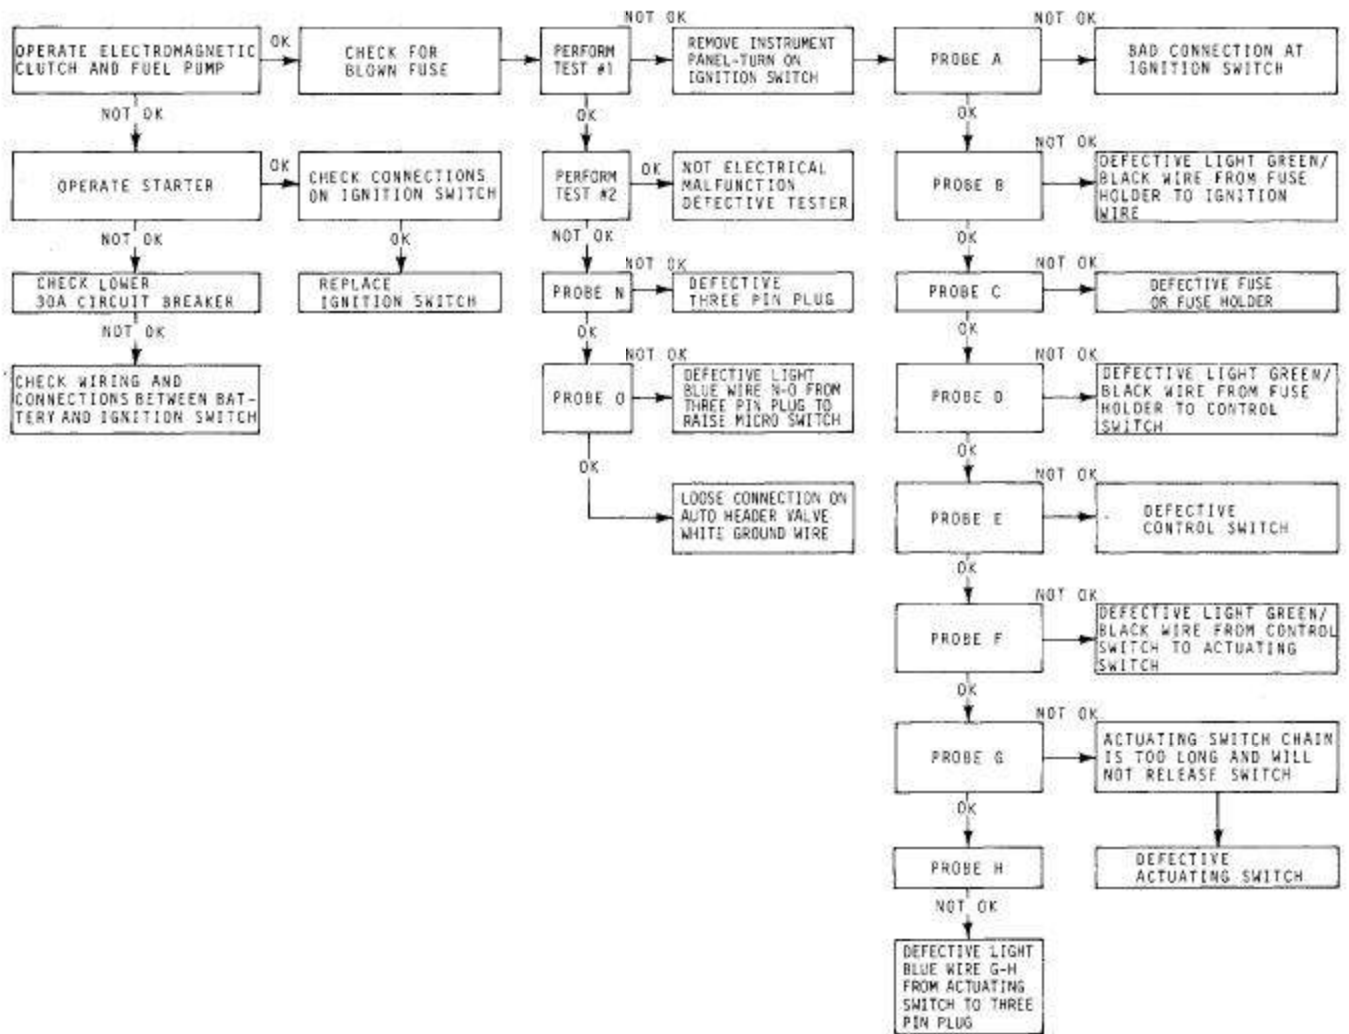 NOT OK
NOT OK
OPERATE ELECTROMAGNETIC
CLUTCH AND FUEL PUMP
OK
CHECK FOR
BLOWN FUSE
PERFORM
TEST #1
REMOVE INSTRUMENT
PANEL-TURN ON
IGNITION SWITCH
PROBE A
BAD CONNECTION AT
IGNITION SWITCH
NOT OK
OK
OK
NOT OK
OPERATE STARTER
OK
CHECK CONNECTIONS
ON IGNITION SWITCH
PERFORM
TEST #2
OK
NOT ELECTRICAL
MALFUNCTION
DEFECTIVE TESTER
PROBE B
DEFECTIVE LIGHT GREEN/
BLACK WIRE FROM FUSE
HOLDER TO IGNITION
WIRE
NOT OK
OK
NOT OK
OK
NOT OK
NOT OK
CHECK LOWER
30A CIRCUIT BREAKER
REPLACE
IGNITION SWITCH
PROBE N
DEFECTIVE
THREE PIN PLUG
PROBE C
DEFECTIVE FUSE
OR FUSE HOLDER
NOT OK
OK
NOT OK
OK
NOT OK
CHECK WIRING AND
CONNECTIONS BETWEEN BAT-
TERY AND IGNITION SWITCH
PROBE O
DEFECTIVE LIGHT
BLUE WIRE N-O FROM
THREE PIN PLUG TO
RAISE MICRO SWITCH
PROBE D
DEFECTIVE LIGHT GREEN/
BLACK WIRE FROM FUSE
HOLDER TO CONTROL
SWITCH
OK
OK
NOT OK
LOOSE CONNECTION ON
AUTO HEADER VALVE
WHITE GROUND WIRE
PROBE E
DEFECTIVE
CONTROL SWITCH
OK
NOT OK
PROBE F
DEFECTIVE LIGHT GREEN/
BLACK WIRE FROM CONTROL
SWITCH TO ACTUATING
SWITCH
OK
NOT OK
PROBE G
ACTUATING SWITCH CHAIN
IS TOO LONG AND WILL
NOT RELEASE SWITCH
OK
PROBE H
DEFECTIVE
ACTUATING SWITCH
NOT OK
DEFECTIVE LIGHT
BLUE WIRE G-H
FROM ACTUATING
SWITCH TO THREE
PIN PLUG